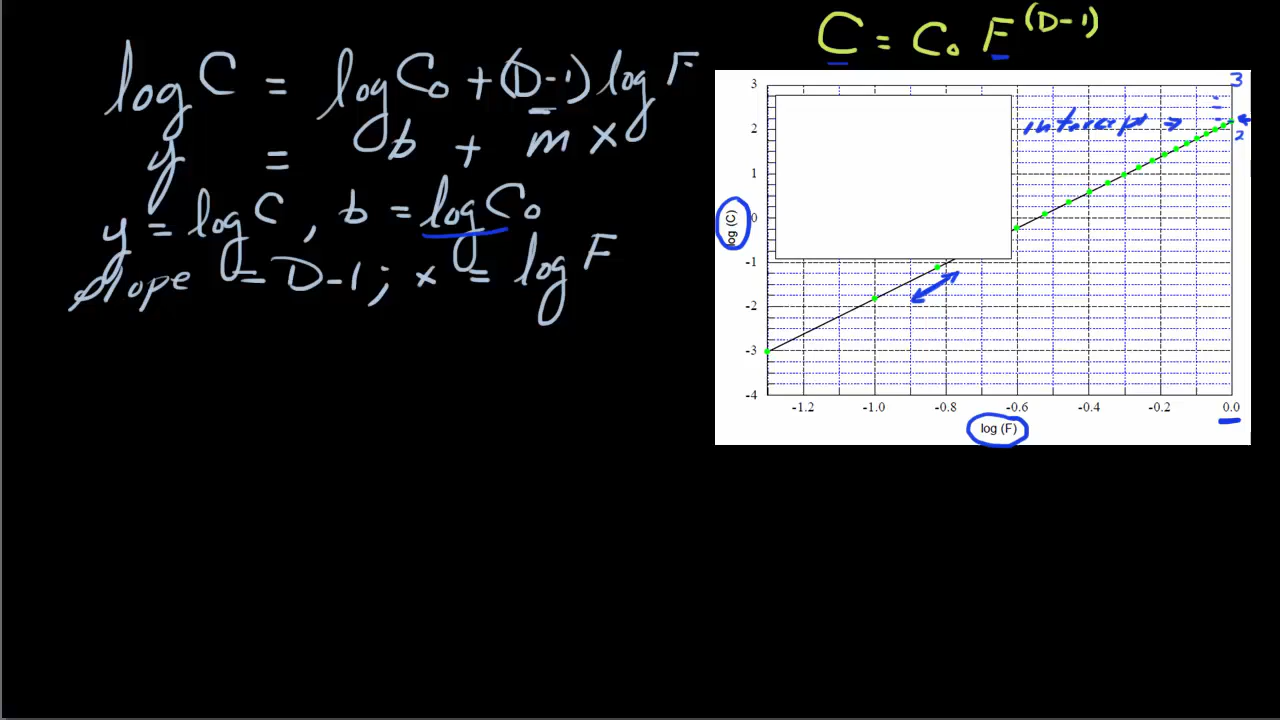 C = C₀ F^(D-1)
log C = log C₀ + (D-1) log F
y = b + m x
y = log C , b = log C₀
slope = D-1; x = log F
3
2
1
0
-1
-2
-3
-4
log (C)
intercept →
3
2
-1.2 -1.0 -0.8 -0.6 -0.4 -0.2 0.0
log (F)